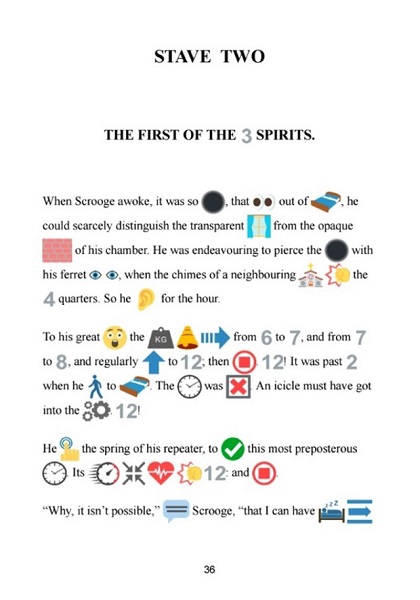 STAVE TWO
THE FIRST OF THE 3 SPIRITS.
When Scrooge awoke, it was so , that out of , he
could scarcely distinguish the transparent from the opaque
of his chamber. He was endeavouring to pierce the with
his ferret , when the chimes of a neighbouring the
4 quarters. So he for the hour.
To his great the KG from 6 to 7, and from 7
to 8, and regularly to 12; then . 12! It was past 2
when he to . The was . An icicle must have got
into the . 12!
He the spring of his repeater, to this most preposterous
. Its 12: and .
“Why, it isn’t possible,” Scrooge, “that I can have zzz
36